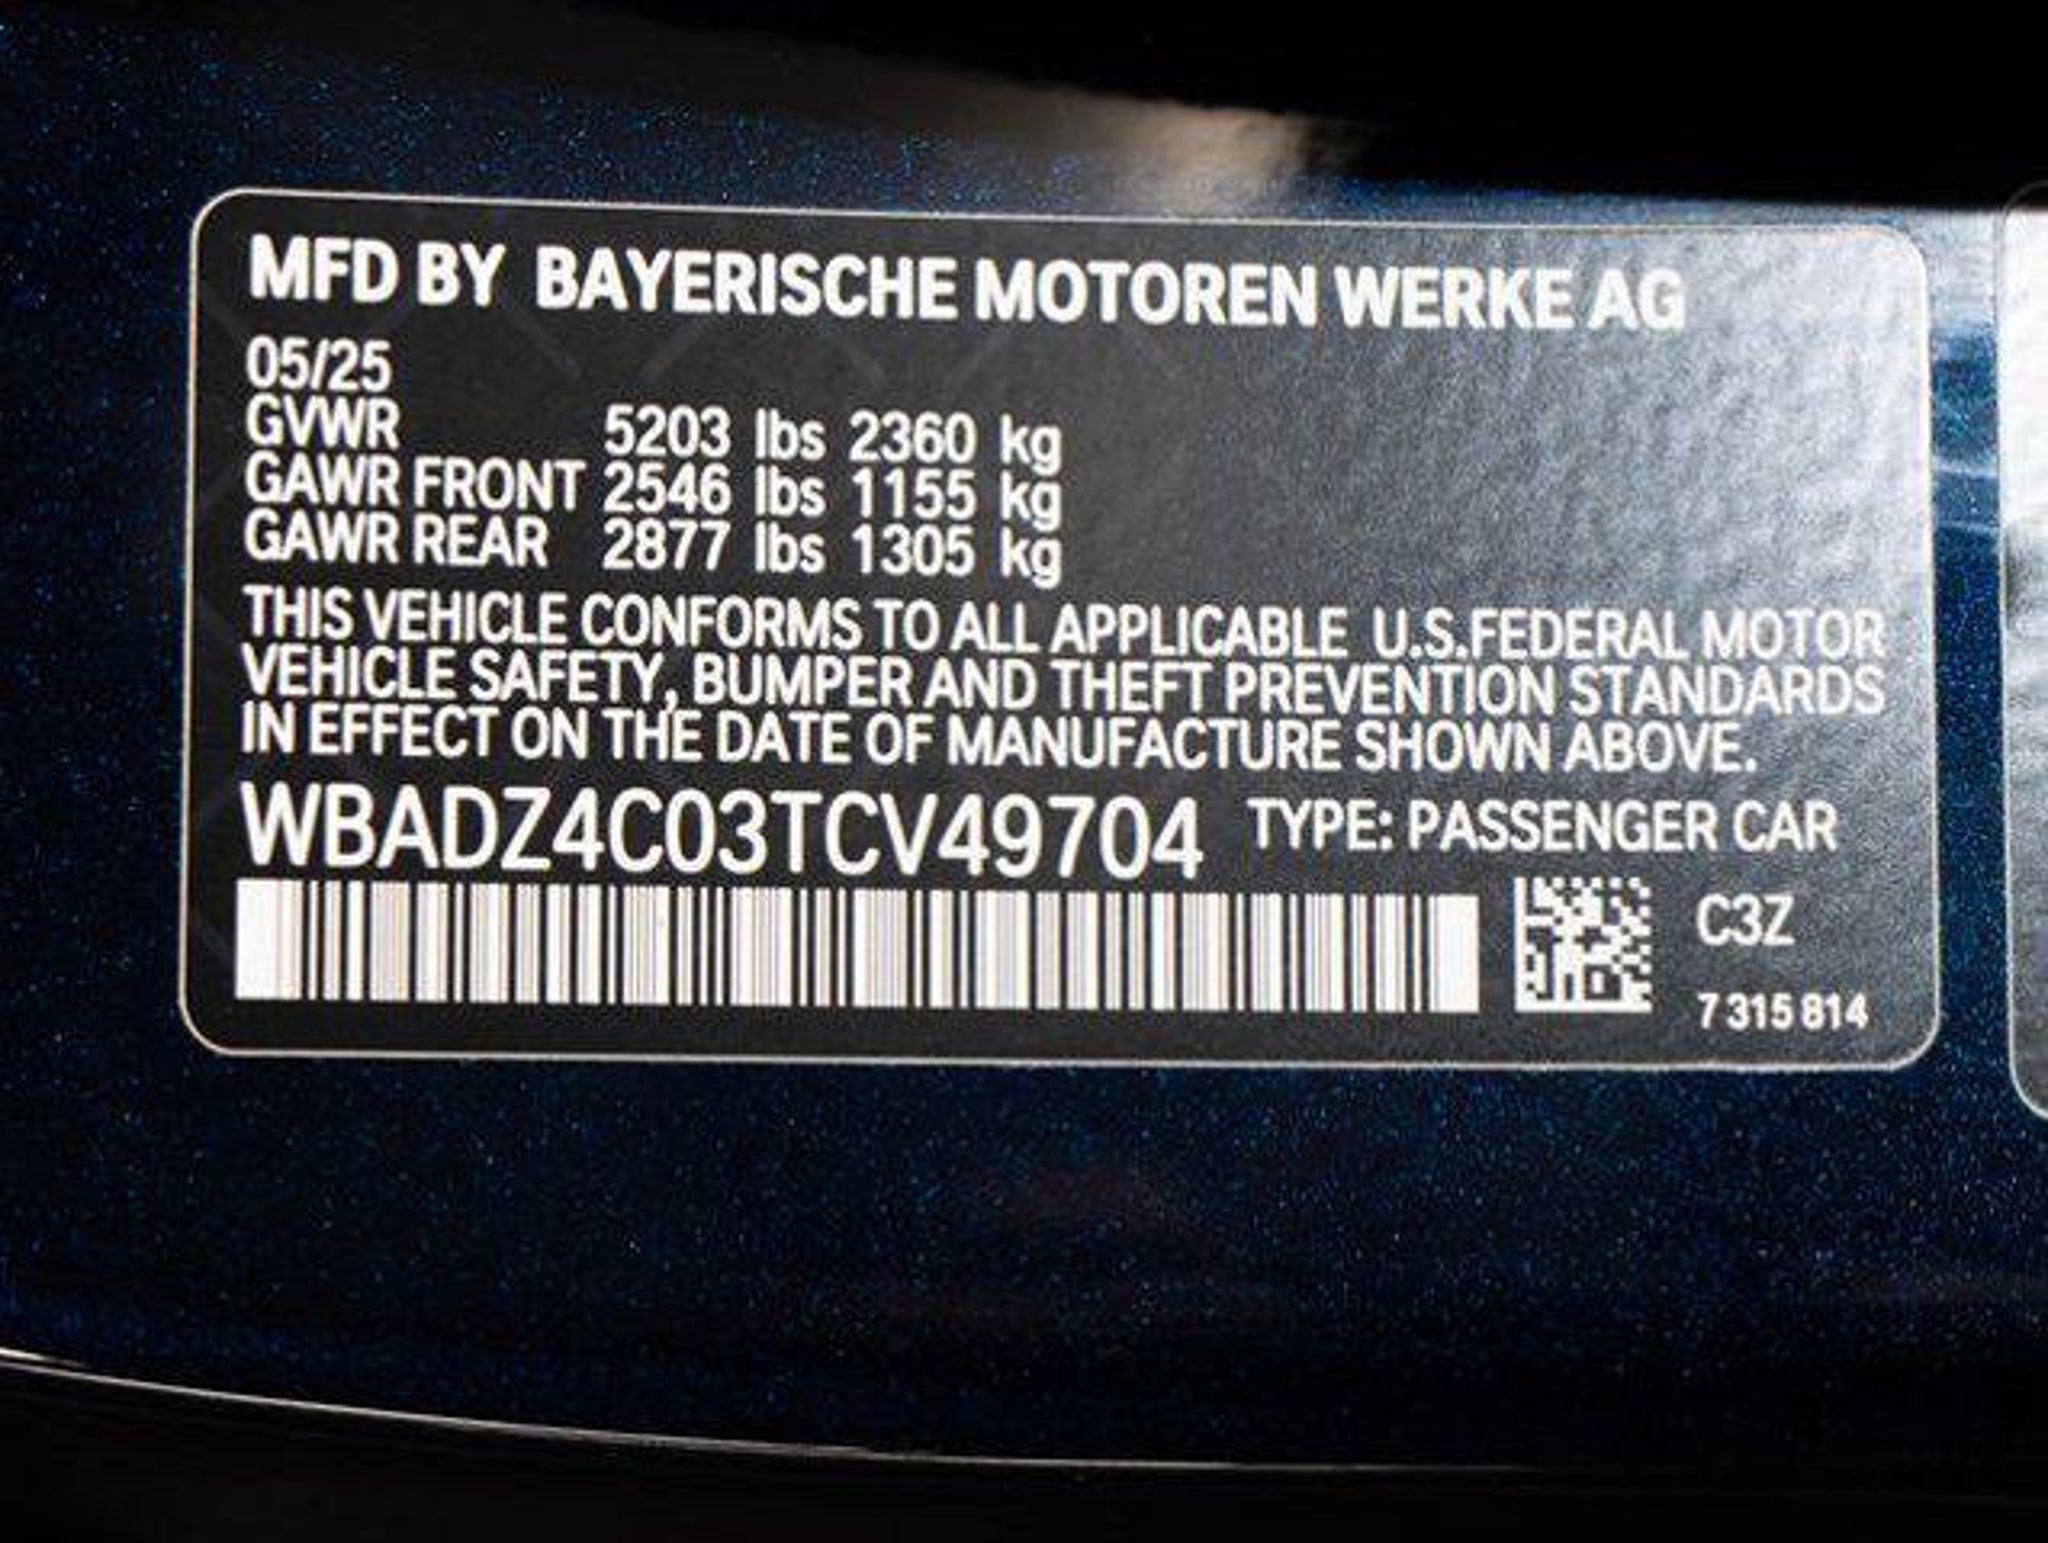 MFD BY BAYERISCHE MOTOREN WERKE AG
05/25
GVWR 5203 lbs 2360 kg
GAWR FRONT 2546 lbs 1155 kg
GAWR REAR 2877 lbs 1305 kg
THIS VEHICLE CONFORMS TO ALL APPLICABLE U.S.FEDERAL MOTOR
VEHICLE SAFETY, BUMPER AND THEFT PREVENTION STANDARDS
IN EFFECT ON THE DATE OF MANUFACTURE SHOWN ABOVE.
WBADZ4C03TCV49704 TYPE: PASSENGER CAR
C3Z
7 315 814